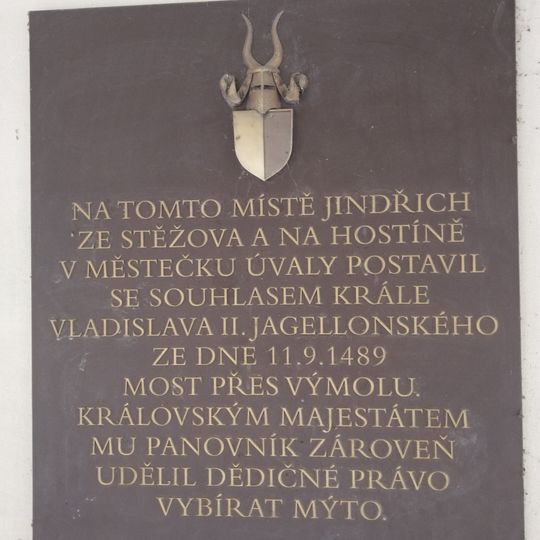 NA TOMTO MÍSTĚ JINDŘICH
ZE STĚŽOVA A NA HOSTÍNĚ
V MĚSTEČKU ÚVALY POSTAVIL
SE SOUHLASEM KRÁLE
VLADISLAVA II. JAGELLONSKÉHO
ZE DNE 11.9.1489
MOST PŘES VÝMOLU.
KRÁLOVSKÝM MAJESTÁTEM
MU PANOVNÍK ZÁROVEŇ
UDĚLIL DĚDIČNÉ PRÁVO
VYBÍRAT MÝTO.